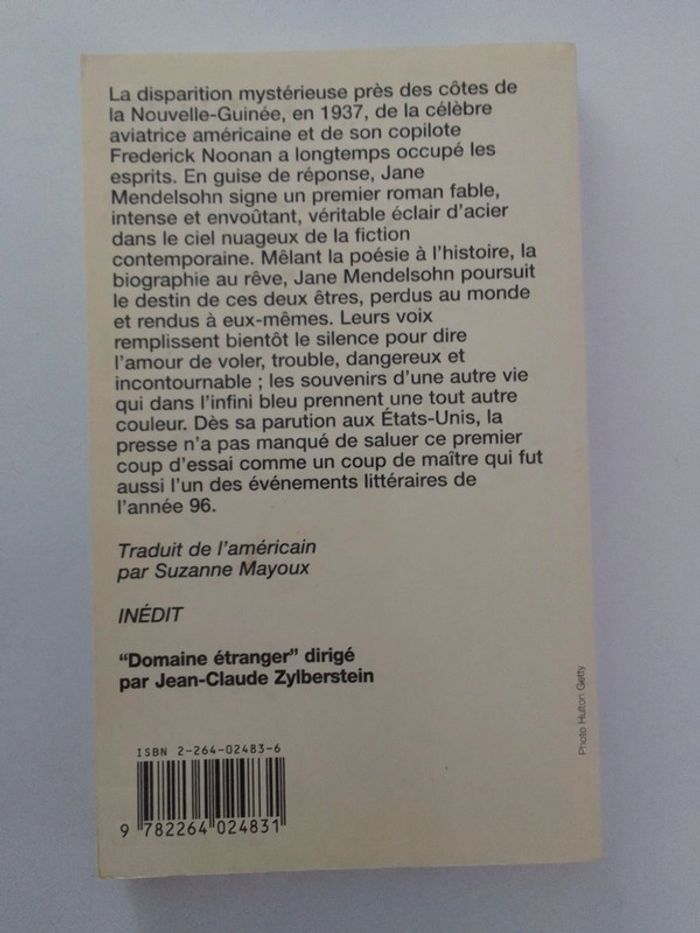 La disparition mystérieuse près des côtes de
la Nouvelle-Guinée, en 1937, de la célèbre
aviatrice américaine et de son copilote
Frederick Noonan a longtemps occupé les
esprits. En guise de réponse, Jane
Mendelsohn signe un premier roman fable,
intense et envoûtant, véritable éclair d'acier
dans le ciel nuageux de la fiction
contemporaine. Mêlant la poésie à l'histoire, la
biographie au rêve, Jane Mendelsohn poursuit
le destin de ces deux êtres, perdus au monde
et rendus à eux-mêmes. Leurs voix
remplissent bientôt le silence pour dire
l'amour de voler, trouble, dangereux et
incontournable ; les souvenirs d'une autre vie
qui dans l'infini bleu prennent une tout autre
couleur. Dès sa parution aux États-Unis, la
presse n'a pas manqué de saluer ce premier
coup d'essai comme un coup de maître qui fut
aussi l'un des événements littéraires de
l'année 96.
Traduit de l'américain
par Suzanne Mayoux
INÉDIT
"Domaine étranger" dirigé
par Jean-Claude Zylberstein
Photo Hulton Getty
ISBN 2-264-02483-6
9 782264 024831